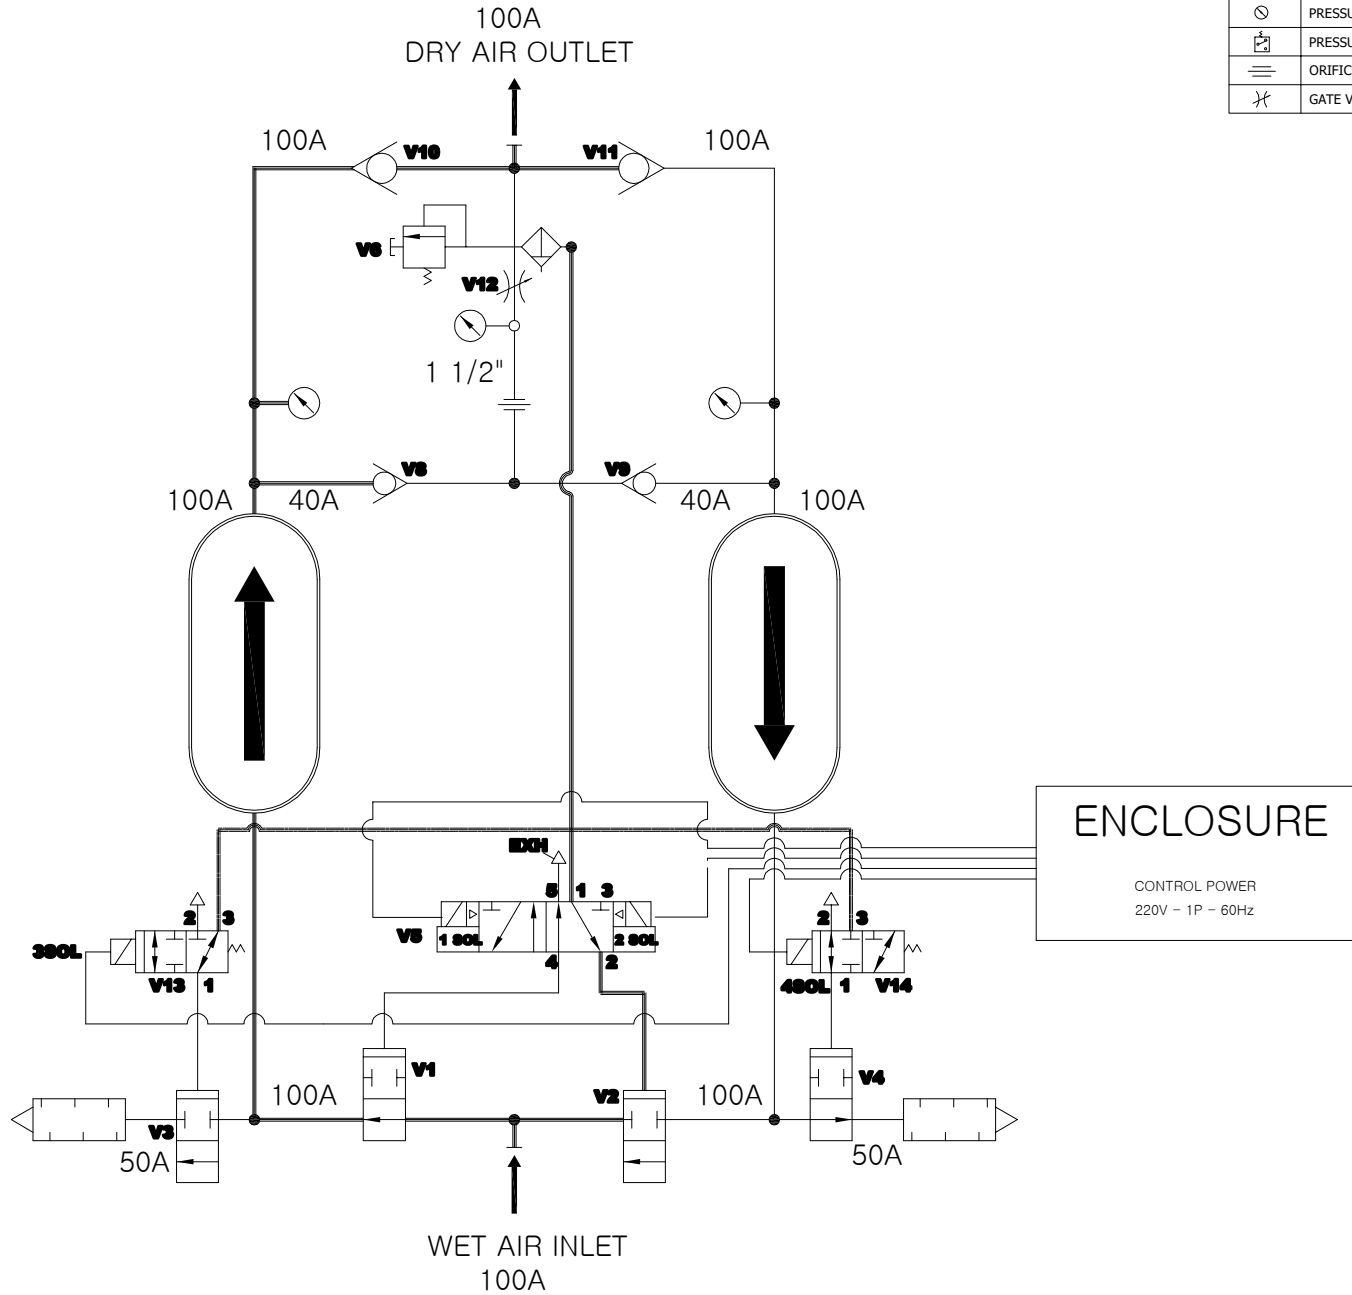 100A
DRY AIR OUTLET
PRESSU
PRESSU
ORIFIC
GATE V
100A
V10
V11
100A
V6
V12
1 1/2"
V8
V9
100A
40A
40A
100A
ENCLOSURE
CONTROL POWER
220V - 1P - 60Hz
EXH
5 1 3
V5
1 SOL
2 SOL
4 2
2 3
3SOL
V13 1
2 3
4SOL 1 V14
V1
V4
100A
V2
100A
V3
50A
50A
WET AIR INLET
100A